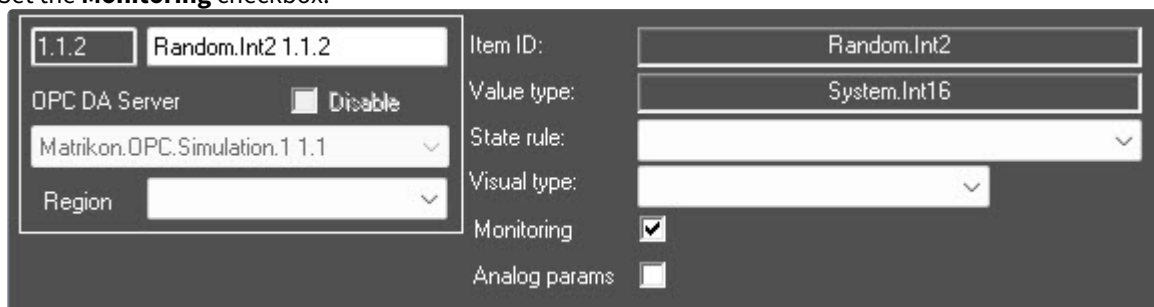 Set the Monitoring checkbox.
1.1.2 Random.Int2 1.1.2
OPC DA Server Disable
Matrikon.OPC.Simulation.1 1.1
Region
Item ID: Random.Int2
Value type: System.Int16
State rule:
Visual type:
Monitoring
Analog params